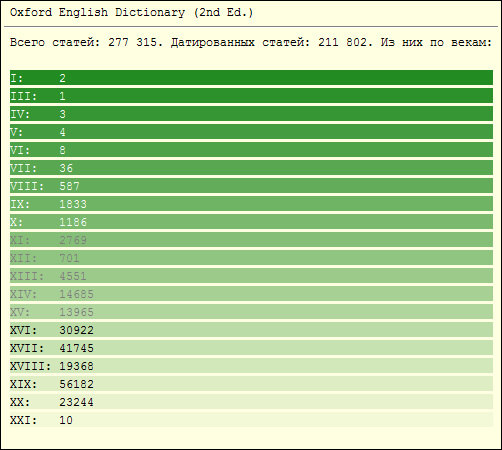 Oxford English Dictionary (2nd Ed.)
Всего статей: 277 315. Датированных статей: 211 802. Из них по векам:
I: 2
III: 1
IV: 3
V: 4
VI: 8
VII: 36
VIII: 587
IX: 1833
X: 1186
XI: 2769
XII: 701
XIII: 4551
XIV: 14685
XV: 13965
XVI: 30922
XVII: 41745
XVIII: 19368
XIX: 56182
XX: 23244
XXI: 10